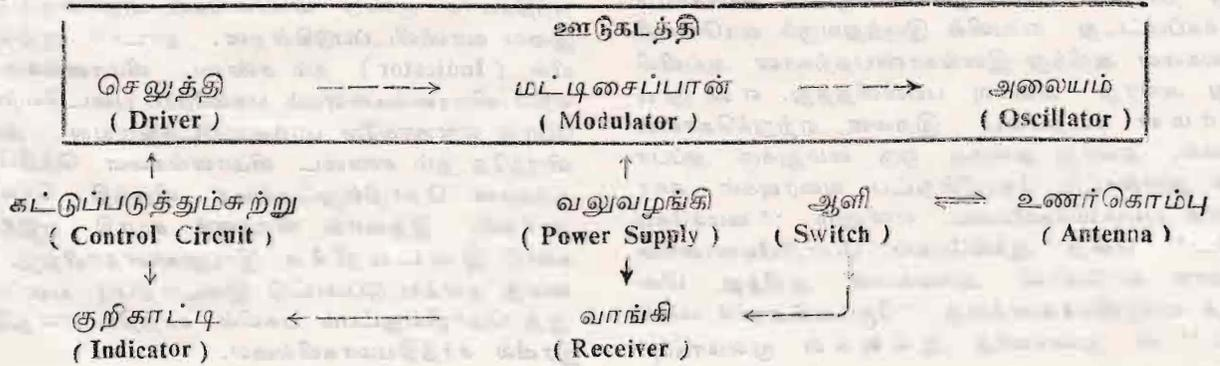 ஊடுகடத்தி
செலுத்தி மட்டிசைப்பான் அலையம்
( Driver ) ( Modulator ) ( Oscillator )
கட்டுப்படுத்தும்சுற்று வலுவழங்கி ஆளி உணர்கொம்பு
( Control Circuit ) ( Power Supply ) ( Switch ) ( Antenna )
குறிகாட்டி வாங்கி
( Indicator ) ( Receiver )